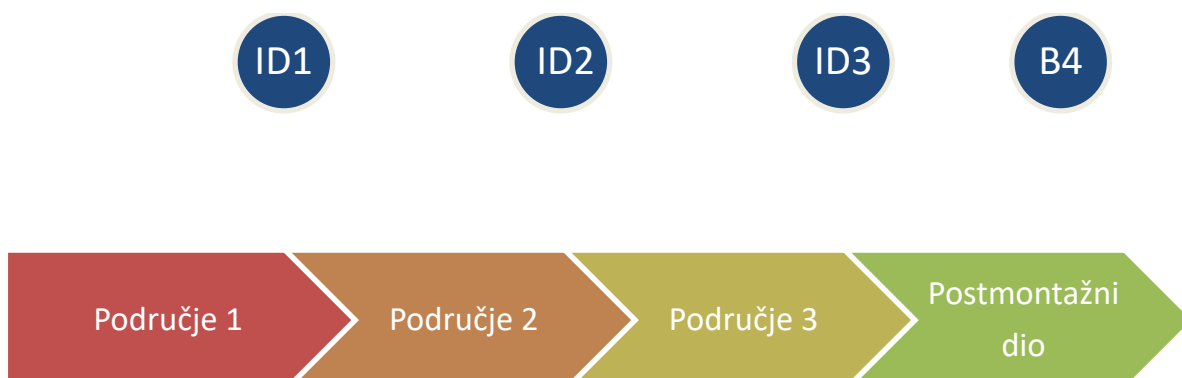 ID1
ID2
ID3
B4
Područje 1
Područje 2
Područje 3
Postmontažni
dio